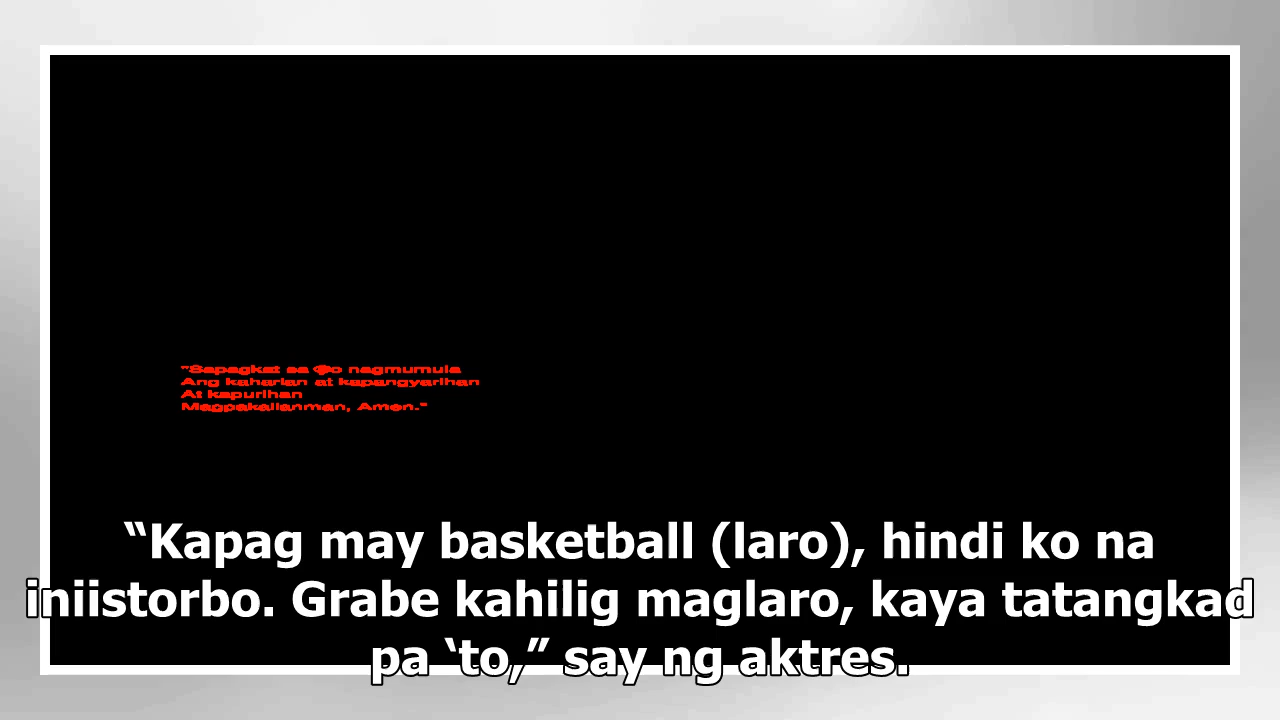 "Sapagkat sa Iyo nagmumula
Ang kaharian at kapangyarihan
At kapurihan
Magpakailanman, Amen."
“Kapag may basketball (laro), hindi ko na
iniistorbo. Grabe kahilig maglaro, kaya tatangkad
pa ‘to,” say ng aktres.